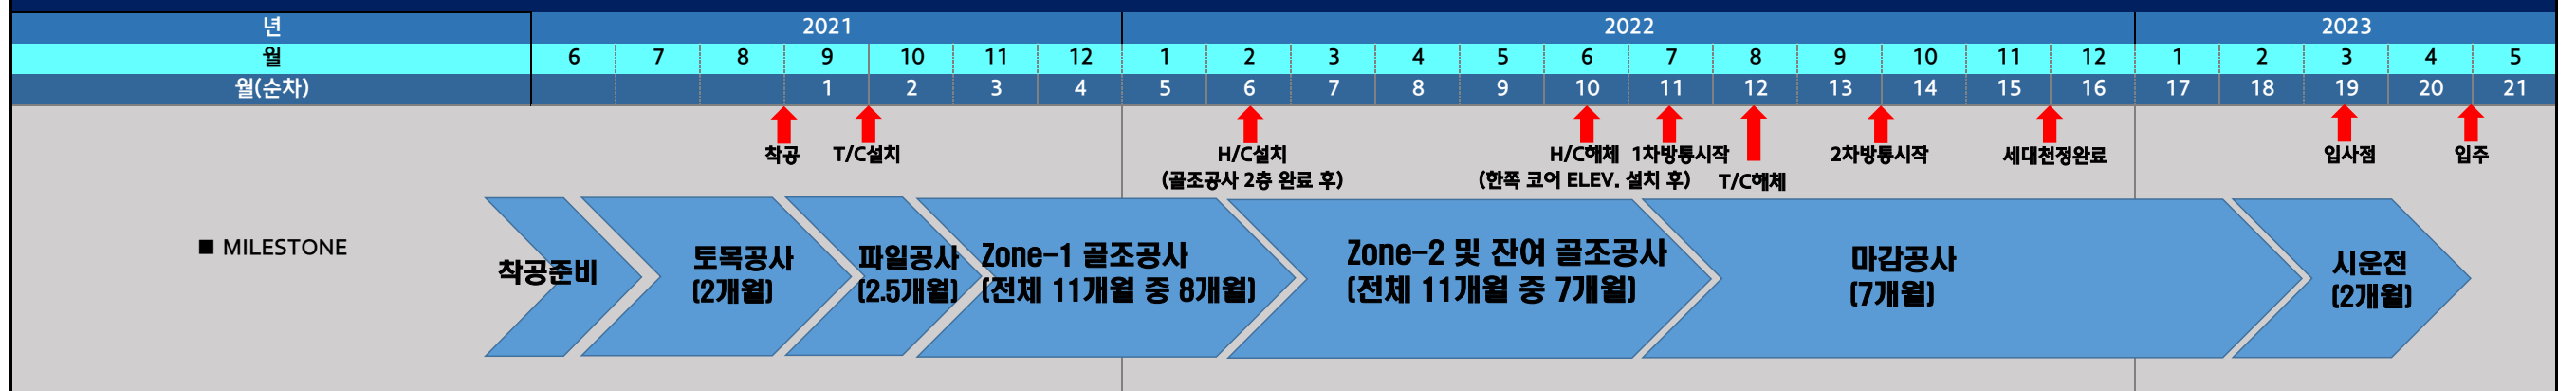 년 2021 2022 2023
월 6 7 8 9 10 11 12 1 2 3 4 5 6 7 8 9 10 11 12 1 2 3 4 5
월(순차) 1 2 3 4 5 6 7 8 9 10 11 12 13 14 15 16 17 18 19 20 21
착공 T/C설치 H/C설치 H/C해체 1차방통시작 2차방통시작 세대천정완료 입사점 입주
(골조공사 2층 완료 후) (한쪽 코어 ELEV. 설치 후) T/C해체
■ MILESTONE
착공준비
토목공사
(2개월)
파일공사
(2.5개월)
Zone-1 골조공사
(전체 11개월 중 8개월)
Zone-2 및 잔여 골조공사
(전체 11개월 중 7개월)
마감공사
(7개월)
시운전
(2개월)